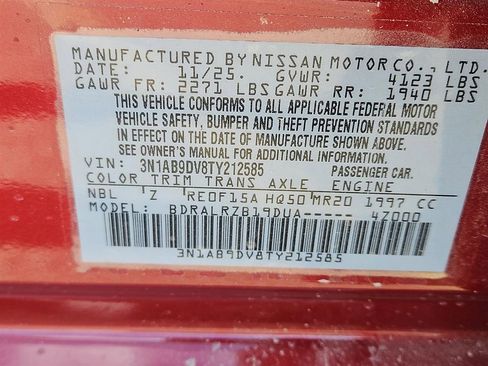 MANUFACTURED BY NISSAN MOTOR CO., LTD.
DATE: 11/25. GVWR: 4123 LBS
GAWR FR: 2271 LBS GAWR RR: 1940 LBS
THIS VEHICLE CONFORMS TO ALL APPLICABLE FEDERAL MOTOR
VEHICLE SAFETY, BUMPER AND THEFT PREVENTION STANDARDS
IN EFFECT ON THE DATE OF MANUFACTURE SHOWN ABOVE.
SEE OWNER'S MANUAL FOR ADDITIONAL INFORMATION.
VIN: 3N1AB9DV8TY212585 PASSENGER CAR.
COLOR TRIM TRANS AXLE ENGINE
NBL Z RE0F15A HQ50 MR20 1997 CC
MODEL: BDRALRZB19DUA---- 4Z000
3N1AB9DV8TY212585